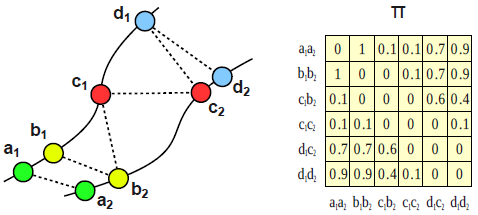 d₁
d₂
c₁
c₂
b₁
a₁
b₂
a₂
π
a₁a₂ 0 1 0.1 0.1 0.7 0.9
b₁b₂ 1 0 0 0.1 0.7 0.9
c₁b₂ 0.1 0 0 0 0.6 0.4
c₁c₂ 0.1 0.1 0 0 0 0.1
d₁c₂ 0.7 0.7 0.6 0 0 0
d₁d₂ 0.9 0.9 0.4 0.1 0 0
a₁a₂ b₁b₂ c₁b₂ c₁c₂ d₁c₂ d₁d₂